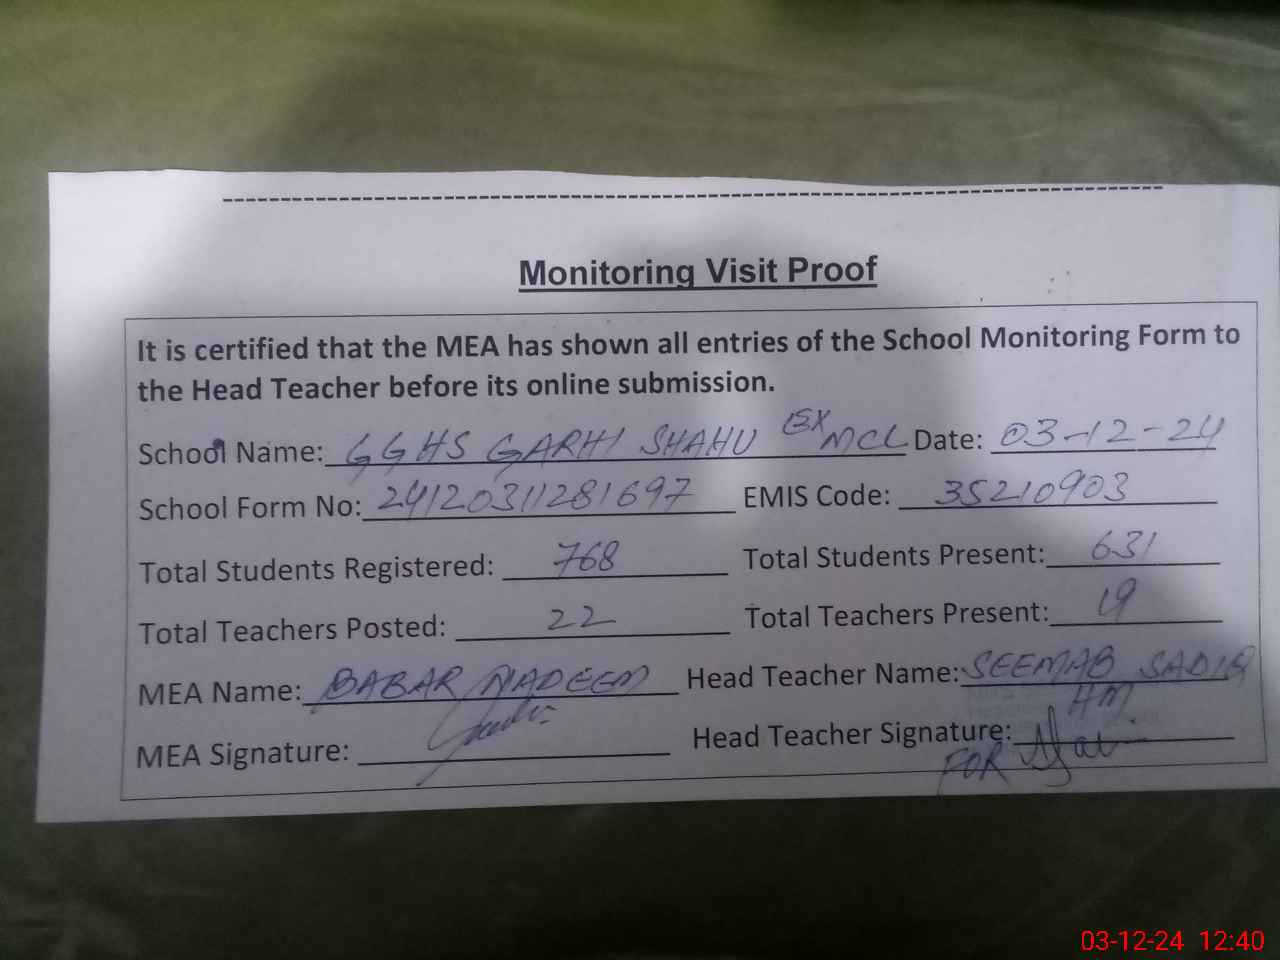 Monitoring Visit Proof
It is certified that the MEA has shown all entries of the School Monitoring Form to
the Head Teacher before its online submission.
School Name: GGHS GARHI SHAHU EX MCL Date: 03-12-24
School Form No: 24120311281697 EMIS Code: 35210903
Total Students Registered: 768 Total Students Present: 631
Total Teachers Posted: 22 Total Teachers Present: 19
MEA Name: BABAR NADEEM Head Teacher Name: SEEMAB SADIQ
HM
MEA Signature: Head Teacher Signature:
FOR
03-12-24 12:40